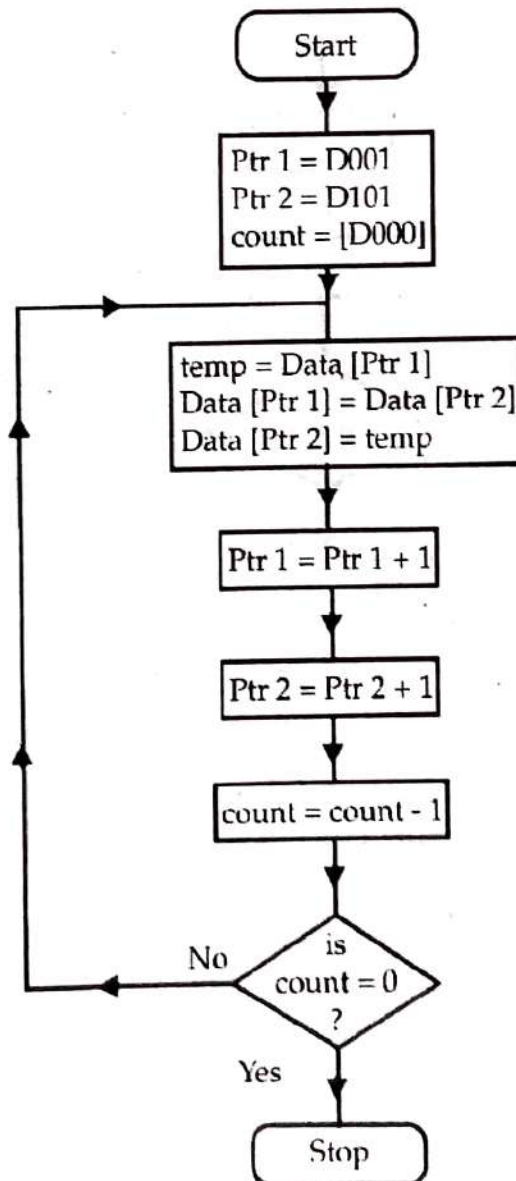 Start
Ptr 1 = D001
Ptr 2 = D101
count = [D000]
temp = Data [Ptr 1]
Data [Ptr 1] = Data [Ptr 2]
Data [Ptr 2] = temp
Ptr 1 = Ptr 1 + 1
Ptr 2 = Ptr 2 + 1
count = count - 1
No
is
count = 0
?
Yes
Stop